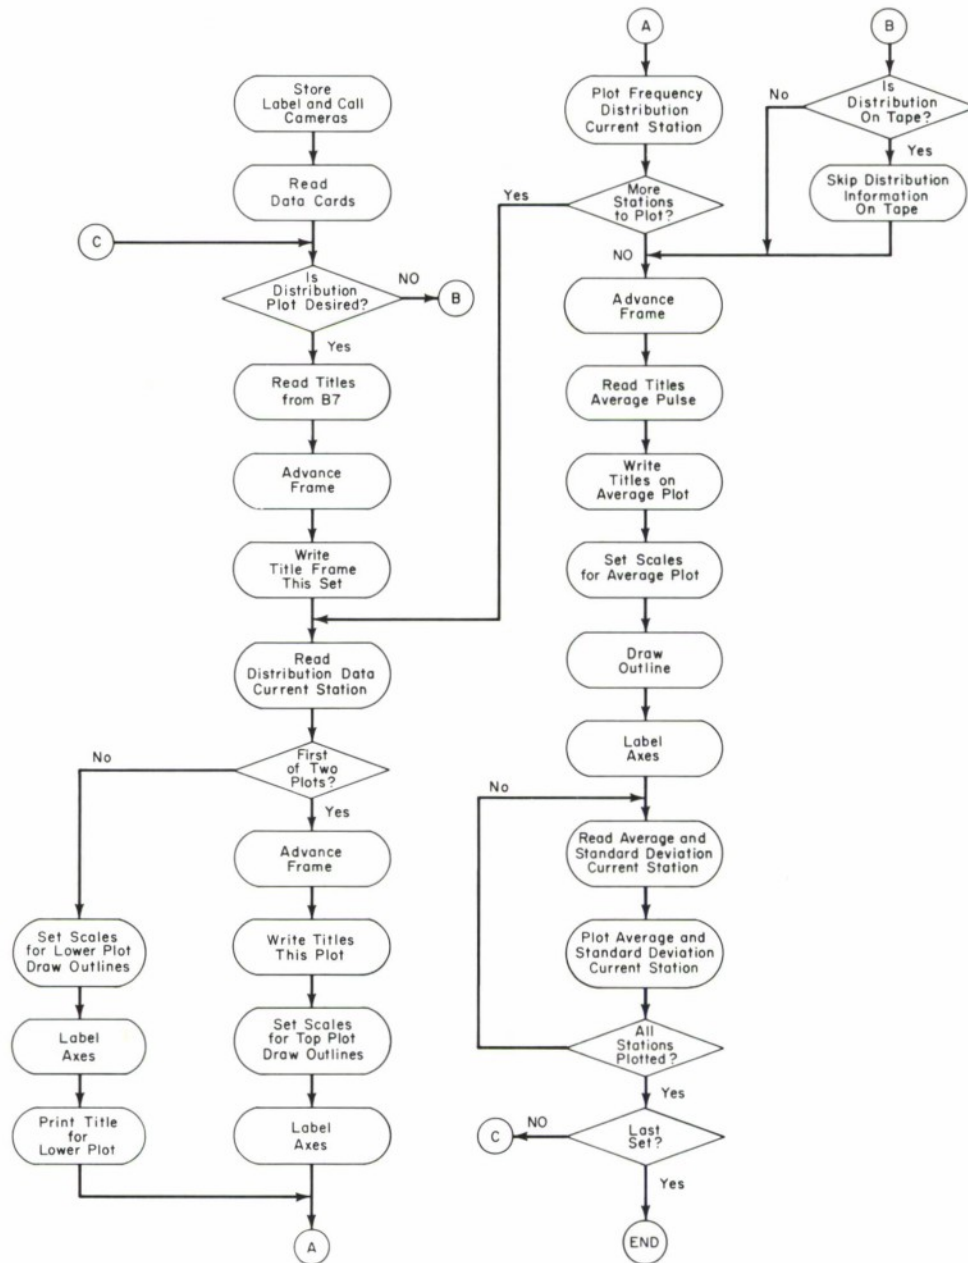 Store
Label and Call
Cameras
Read
Data Cards
C
Is
Distribution
Plot Desired?
NO
B
Yes
Read Titles
from B7
Advance
Frame
Write
Title Frame
This Set
Read
Distribution Data
Current Station
First
of Two
Plots?
No
Yes
Advance
Frame
Write Titles
This Plot
Set Scales
for Top Plot
Draw Outlines
Label
Axes
Set Scales
for Lower Plot
Draw Outlines
Label
Axes
Print Title
for
Lower Plot
A
A
Plot Frequency
Distribution
Current Station
More
Stations
to Plot?
Yes
NO
B
Is
Distribution
On Tape?
No
Yes
Skip Distribution
Information
On Tape
Advance
Frame
Read Titles
Average Pulse
Write
Titles on
Average Plot
Set Scales
for Average Plot
Draw
Outline
Label
Axes
No
Read Average and
Standard Deviation
Current Station
Plot Average and
Standard Deviation
Current Station
All
Stations
Plotted?
Yes
Last
Set?
NO
C
Yes
END